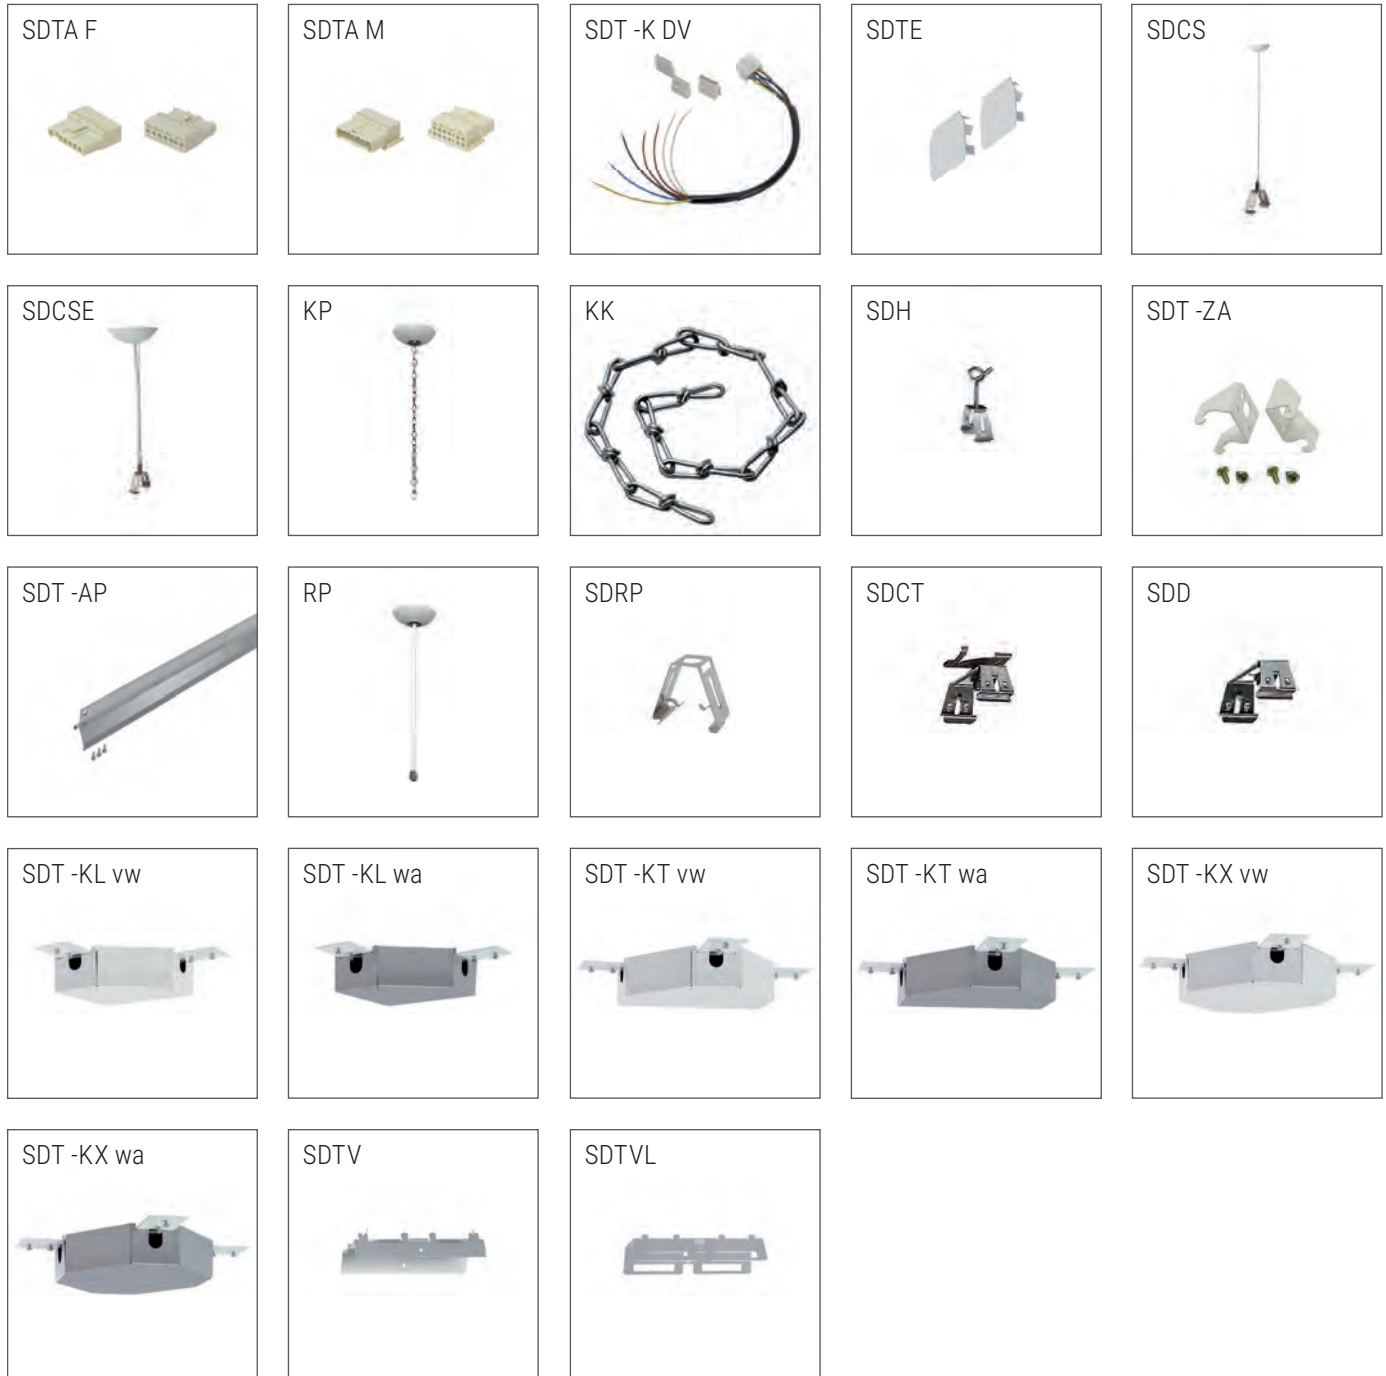 SDTA F
SDTA M
SDT -K DV
SDTE
SDCS
SDCSE
KP
KK
SDH
SDT -ZA
SDT -AP
RP
SDRP
SDCT
SDD
SDT -KL vw
SDT -KL wa
SDT -KT vw
SDT -KT wa
SDT -KX vw
SDT -KX wa
SDTV
SDTVL